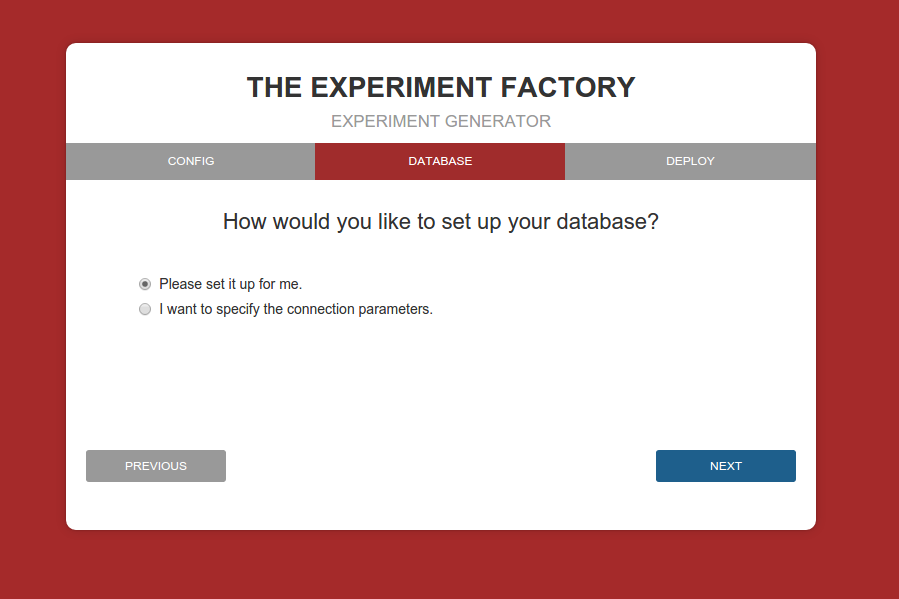 THE EXPERIMENT FACTORY
EXPERIMENT GENERATOR
CONFIG DATABASE DEPLOY
How would you like to set up your database?
Please set it up for me.
I want to specify the connection parameters.
PREVIOUS NEXT